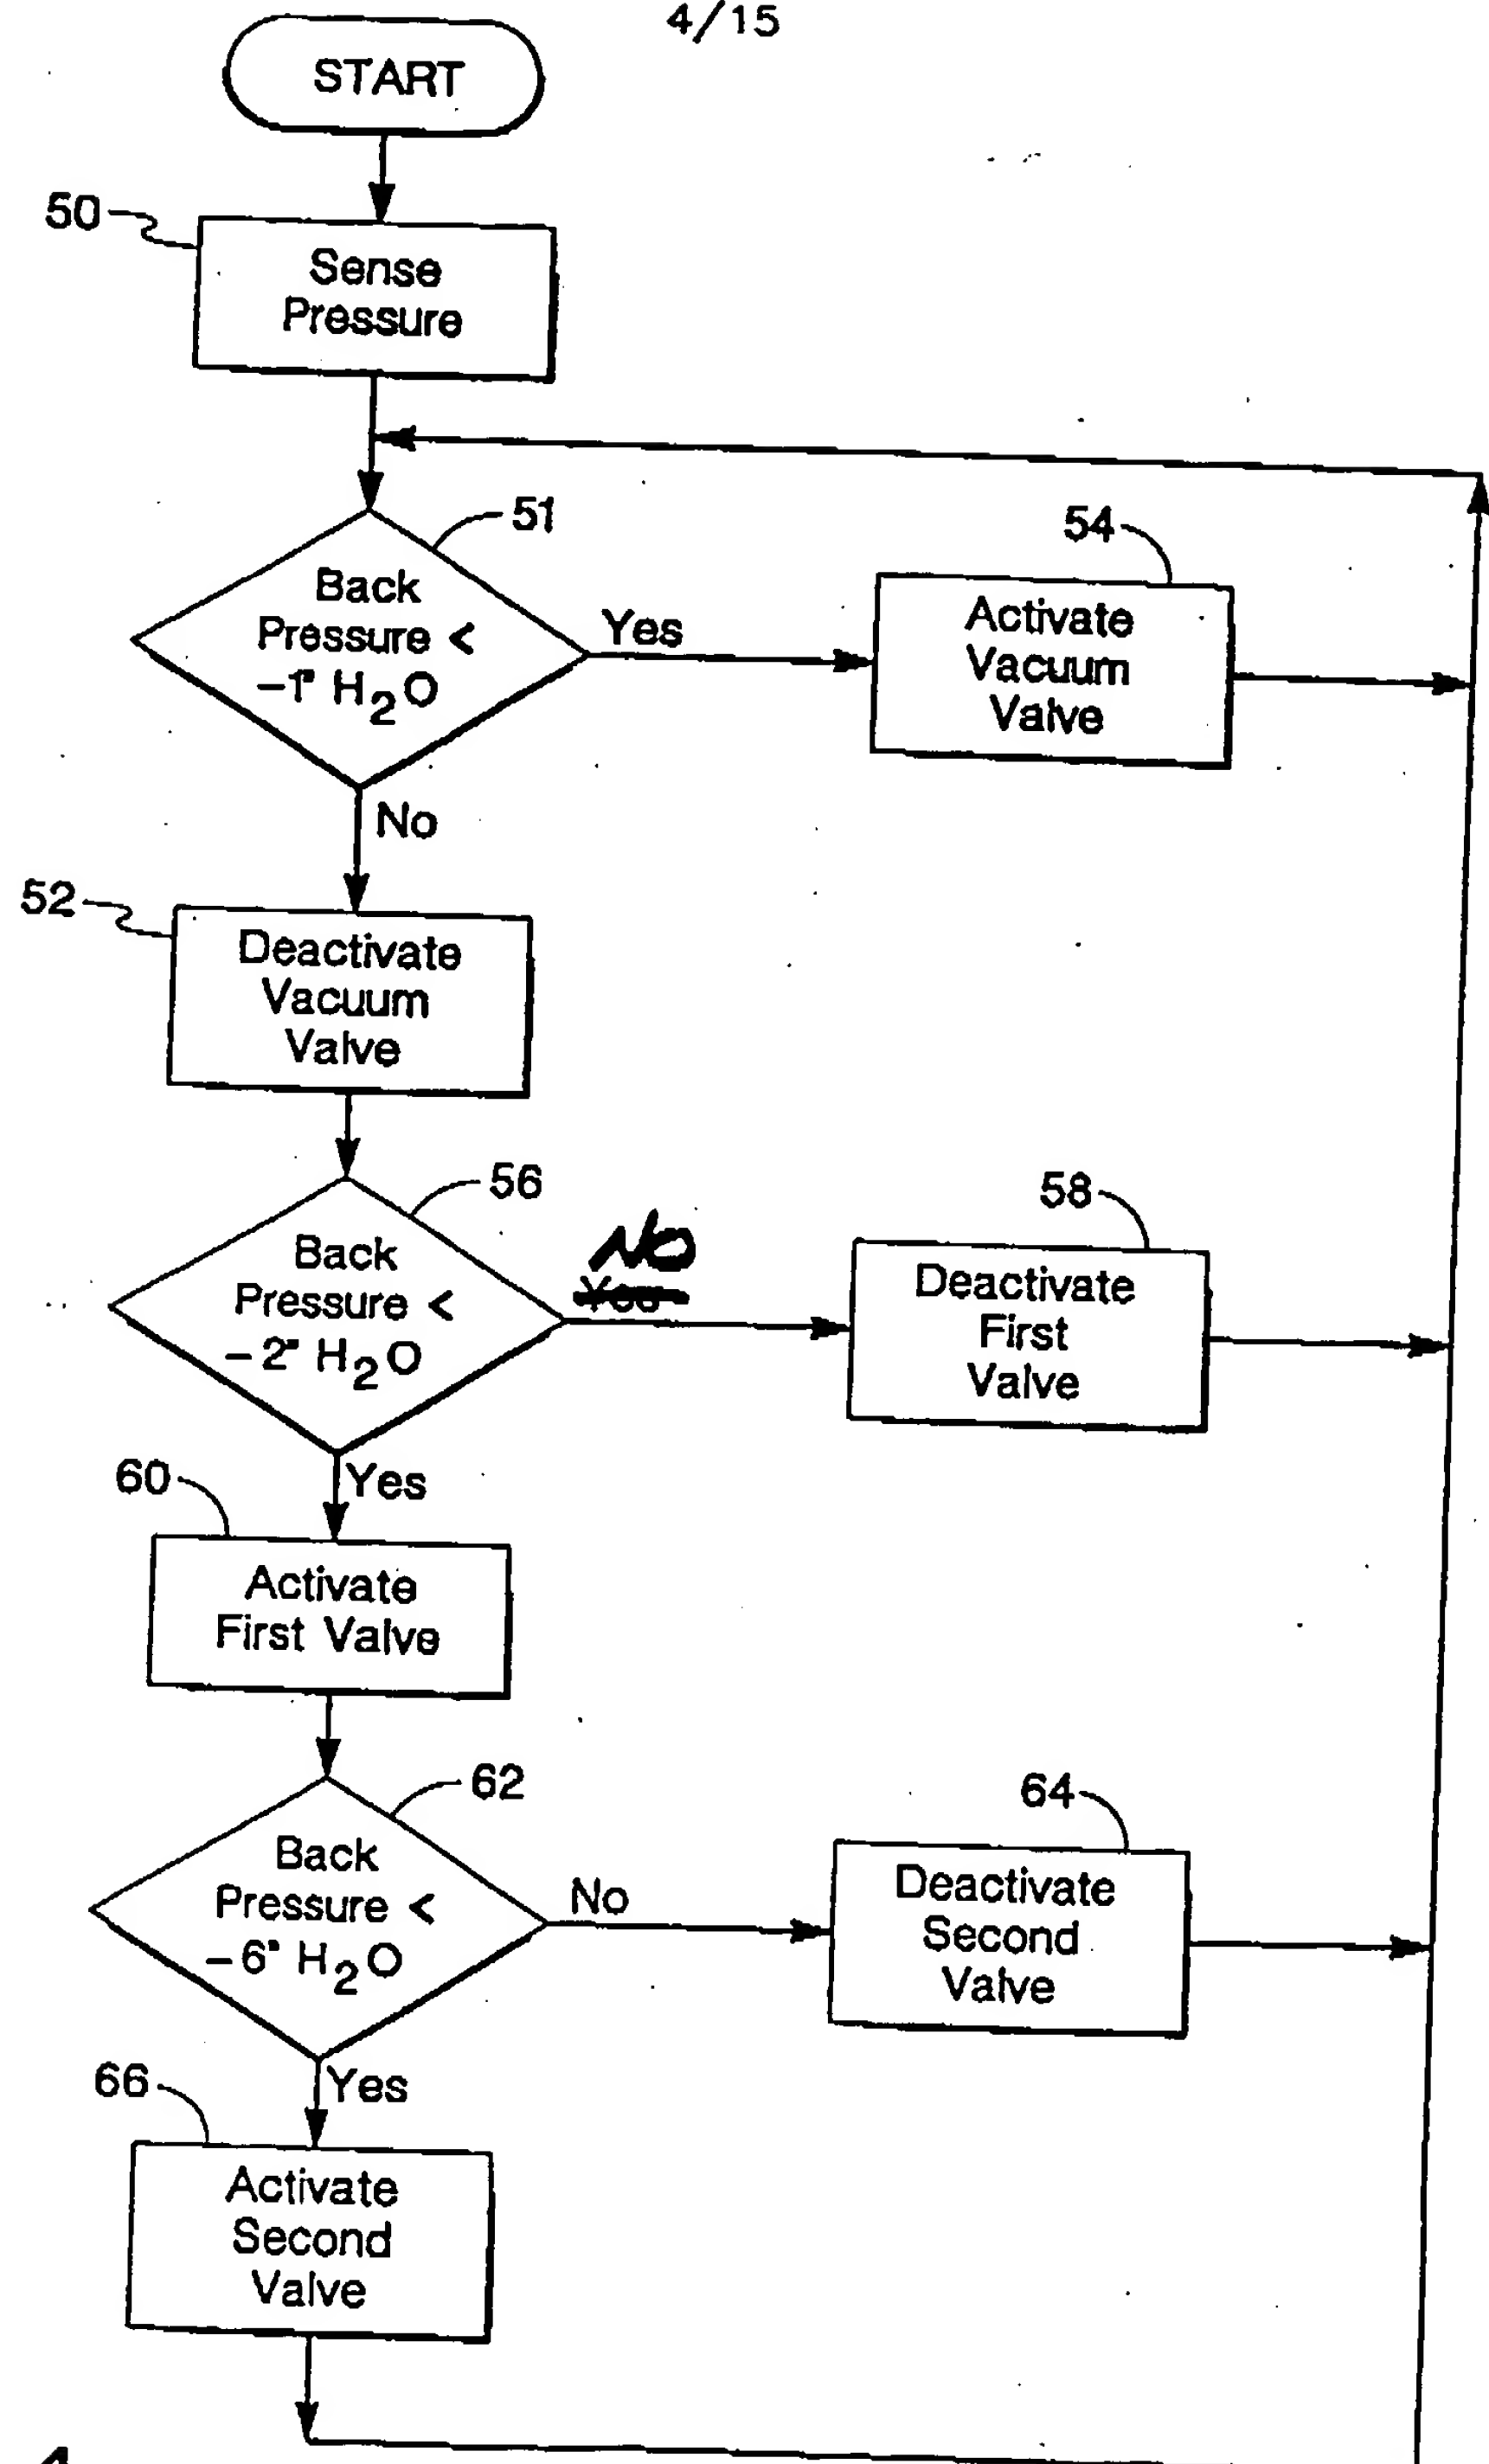 4/15
START
50
Sense
Pressure
51
Back
Pressure <
-1" H2O
Yes
54
Activate
Vacuum
Valve
No
52
Deactivate
Vacuum
Valve
56
Back
Pressure <
-2" H2O
NO
Yes
58
Deactivate
First
Valve
Yes
60
Activate
First Valve
62
Back
Pressure <
-6" H2O
No
64
Deactivate
Second
Valve
Yes
66
Activate
Second
Valve